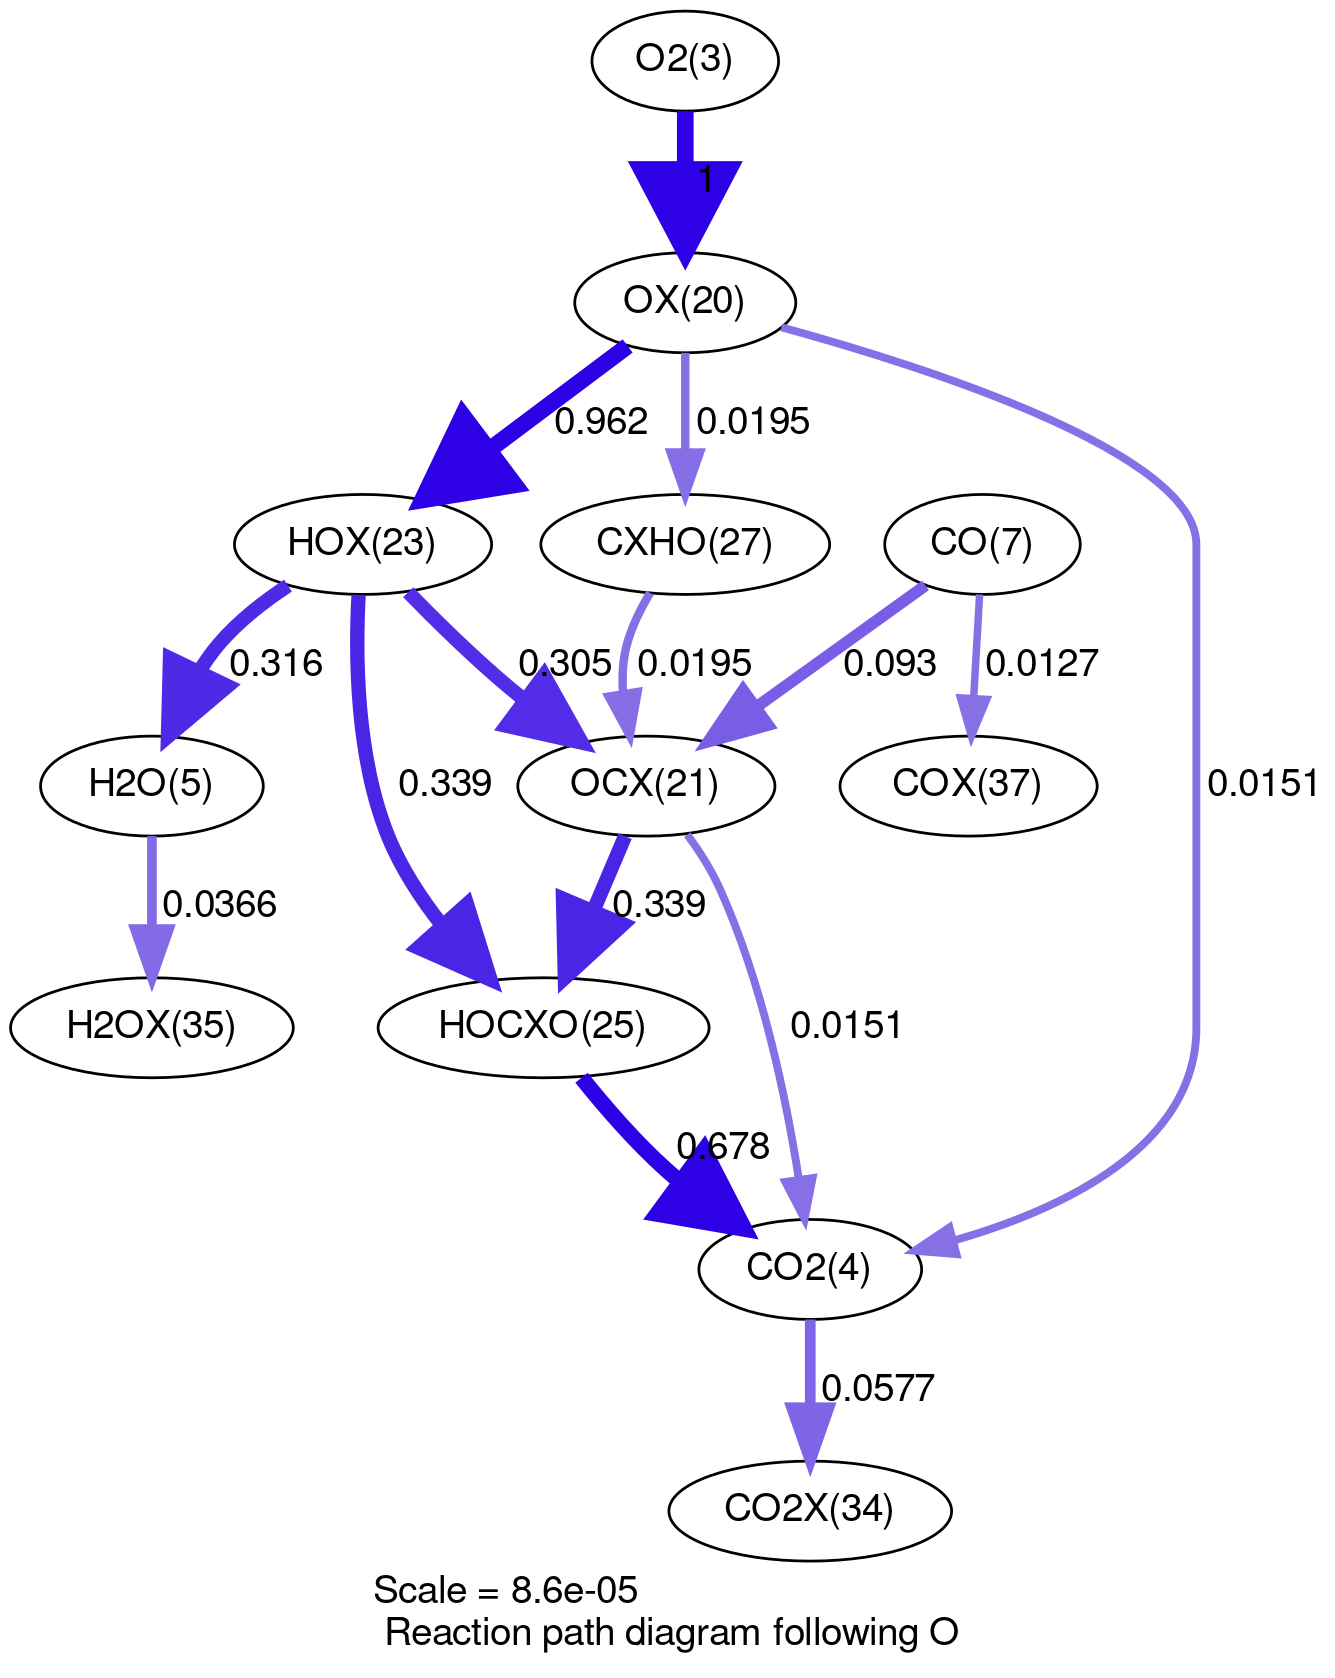 O2(3)
1
OX(20)
0.962
0.0195
HOX(23)
CXHO(27)
CO(7)
0.316
0.305
0.0195
0.093
0.0127
H2O(5)
0.339
OCX(21)
COX(37)
0.0151
0.0366
0.339
H2OX(35)
HOCXO(25)
0.0151
0.678
CO2(4)
0.0577
CO2X(34)
Scale = 8.6e-05
Reaction path diagram following O